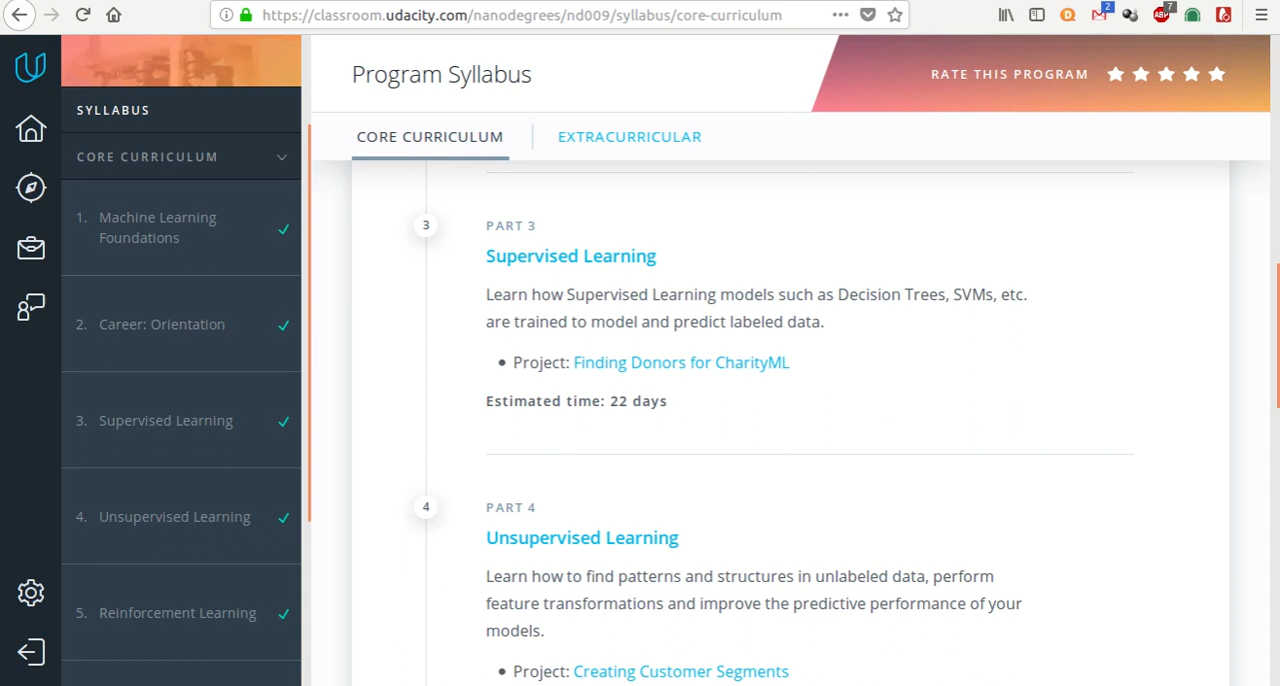 https://classroom.udacity.com/nanodegrees/nd009/syllabus/core-curriculum
2
ABP
7
SYLLABUS
CORE CURRICULUM
1. Machine Learning
Foundations
2. Career: Orientation
3. Supervised Learning
4. Unsupervised Learning
5. Reinforcement Learning
Program Syllabus
RATE THIS PROGRAM
CORE CURRICULUM
EXTRACURRICULAR
3
PART 3
Supervised Learning
Learn how Supervised Learning models such as Decision Trees, SVMs, etc.
are trained to model and predict labeled data.
• Project: Finding Donors for CharityML
Estimated time: 22 days
4
PART 4
Unsupervised Learning
Learn how to find patterns and structures in unlabeled data, perform
feature transformations and improve the predictive performance of your
models.
• Project: Creating Customer Segments